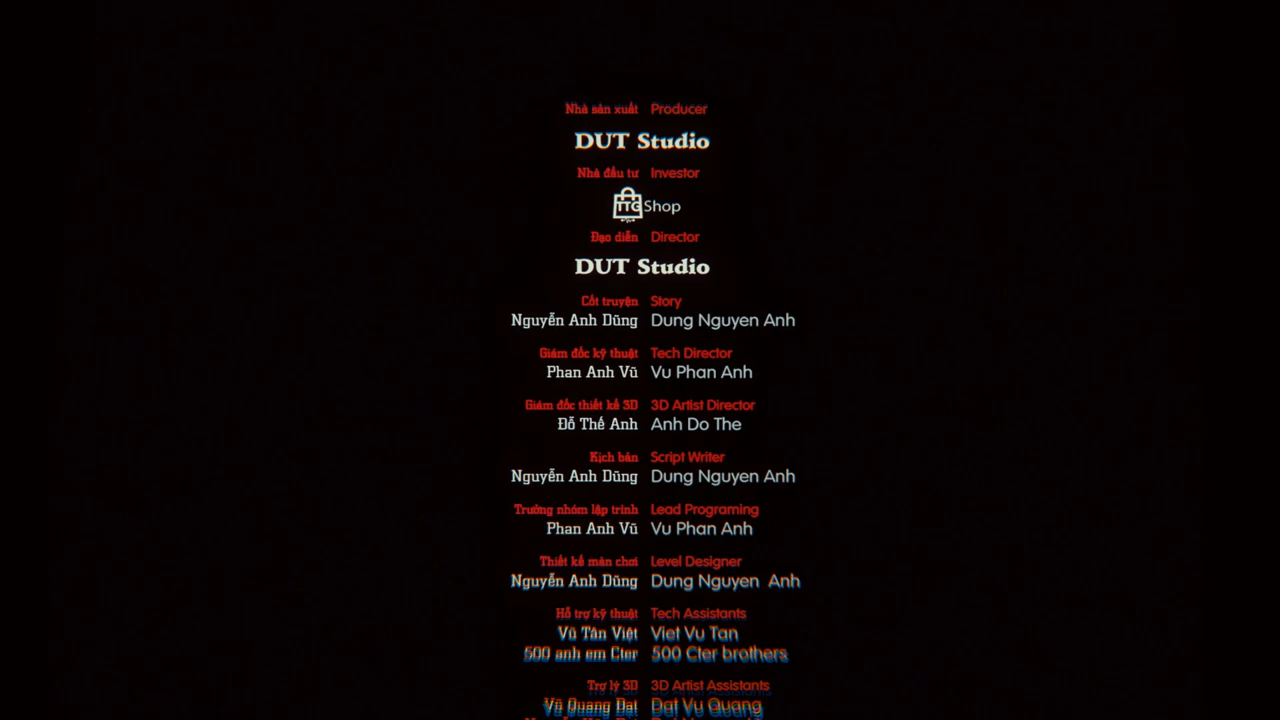 Nhà sản xuất Producer
DUT Studio
Nhà đầu tư Investor
TTG Shop
Đạo diễn Director
DUT Studio
Cốt truyện Story
Nguyễn Anh Dũng Dung Nguyen Anh
Giám đốc kỹ thuật Tech Director
Phan Anh Vũ Vu Phan Anh
Giám đốc thiết kế 3D 3D Artist Director
Đỗ Thế Anh Anh Do The
Kịch bản Script Writer
Nguyễn Anh Dũng Dung Nguyen Anh
Trưởng nhóm lập trình Lead Programing
Phan Anh Vũ Vu Phan Anh
Thiết kế màn chơi Level Designer
Nguyễn Anh Dũng Dung Nguyen Anh
Hỗ trợ kỹ thuật Tech Assistants
Vũ Tân Việt Viet Vu Tan
500 anh em Cter 500 Cter brothers
Trợ lý 3D 3D Artist Assistants
Vũ Quang Đạt Dat Vu Quang